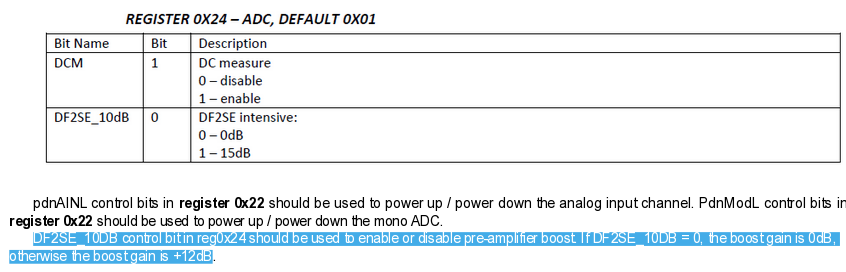 REGISTER 0X24 – ADC, DEFAULT 0X01
Bit Name Bit Description
DCM 1 DC measure
0 – disable
1 – enable
DF2SE_10dB 0 DF2SE intensive:
0 – 0dB
1 – 15dB
pdnAINL control bits in register 0x22 should be used to power up / power down the analog input channel. PdnModL control bits in
register 0x22 should be used to power up / power down the mono ADC.
DF2SE_10DB control bit in reg0x24 should be used to enable or disable pre-amplifier boost. If DF2SE_10DB = 0, the boost gain is 0dB,
otherwise the boost gain is +12dB.